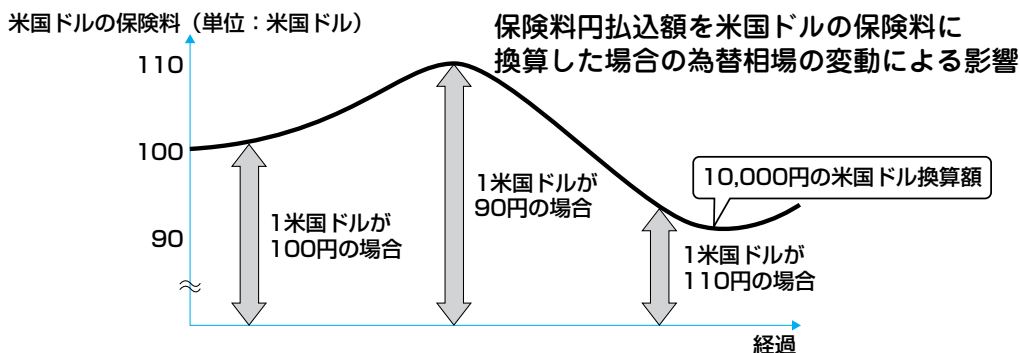 米国ドルの保険料（単位：米国ドル）
保険料円払込額を米国ドルの保険料に
換算した場合の為替相場の変動による影響
110
100
90
1米国ドルが
100円の場合
1米国ドルが
90円の場合
10,000円の米国ドル換算額
1米国ドルが
110円の場合
経過